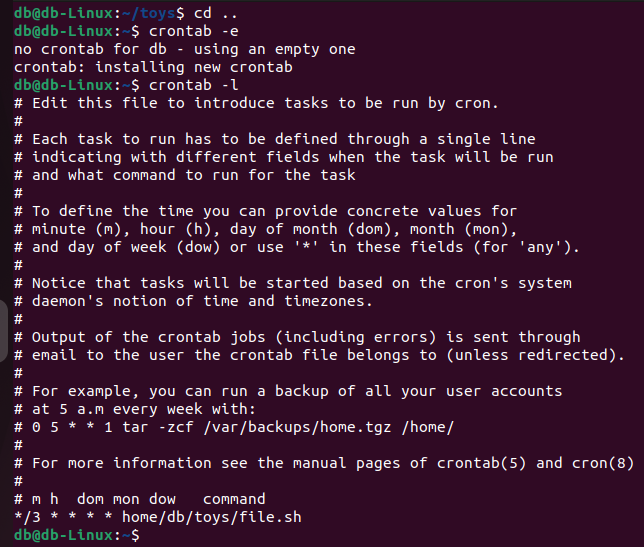 db@db-Linux:~/toys$ cd ..
db@db-Linux:~$ crontab -e
no crontab for db - using an empty one
crontab: installing new crontab
db@db-Linux:~$ crontab -l
# Edit this file to introduce tasks to be run by cron.
#
# Each task to run has to be defined through a single line
# indicating with different fields when the task will be run
# and what command to run for the task
#
# To define the time you can provide concrete values for
# minute (m), hour (h), day of month (dom), month (mon),
# and day of week (dow) or use '*' in these fields (for 'any').
#
# Notice that tasks will be started based on the cron's system
# daemon's notion of time and timezones.
#
# Output of the crontab jobs (including errors) is sent through
# email to the user the crontab file belongs to (unless redirected).
#
# For example, you can run a backup of all your user accounts
# at 5 a.m every week with:
# 0 5 * * 1 tar -zcf /var/backups/home.tgz /home/
#
# For more information see the manual pages of crontab(5) and cron(8)
#
# m h  dom mon dow   command
*/3 * * * * home/db/toys/file.sh
db@db-Linux:~$